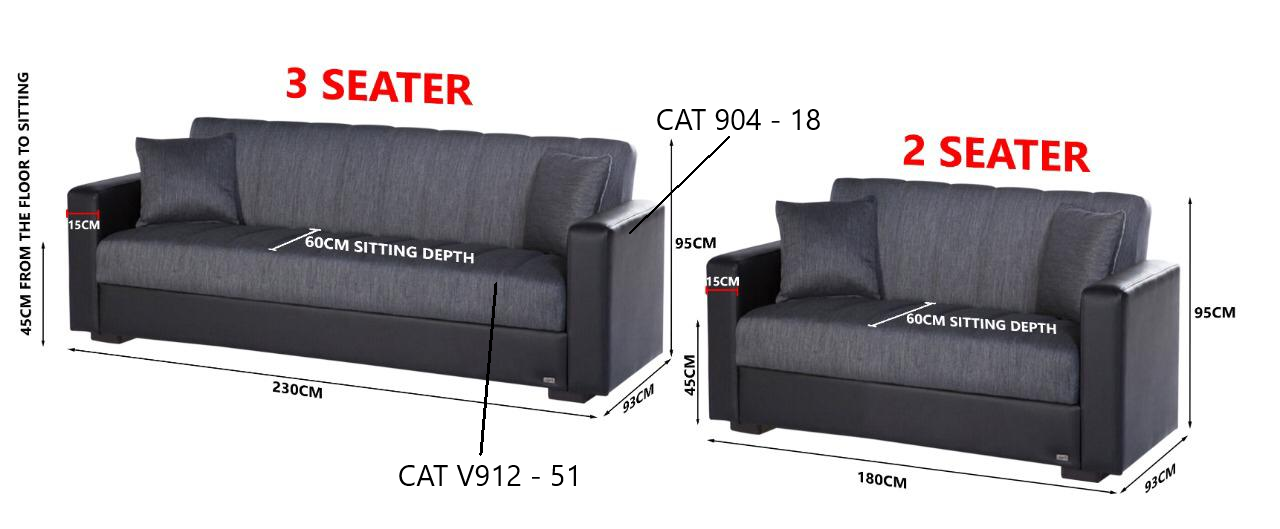 3 SEATER
CAT 904 - 18
2 SEATER
45CM FROM THE FLOOR TO SITTING
15CM
60CM SITTING DEPTH
95CM
230CM
93CM
CAT V912 - 51
15CM
60CM SITTING DEPTH
95CM
45CM
180CM
93CM